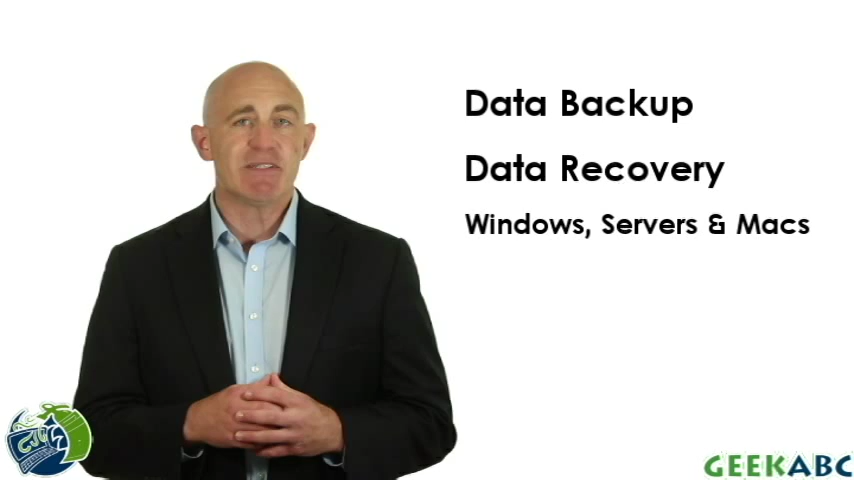 Data Backup
Data Recovery
Windows, Servers & Macs
GEEKABC